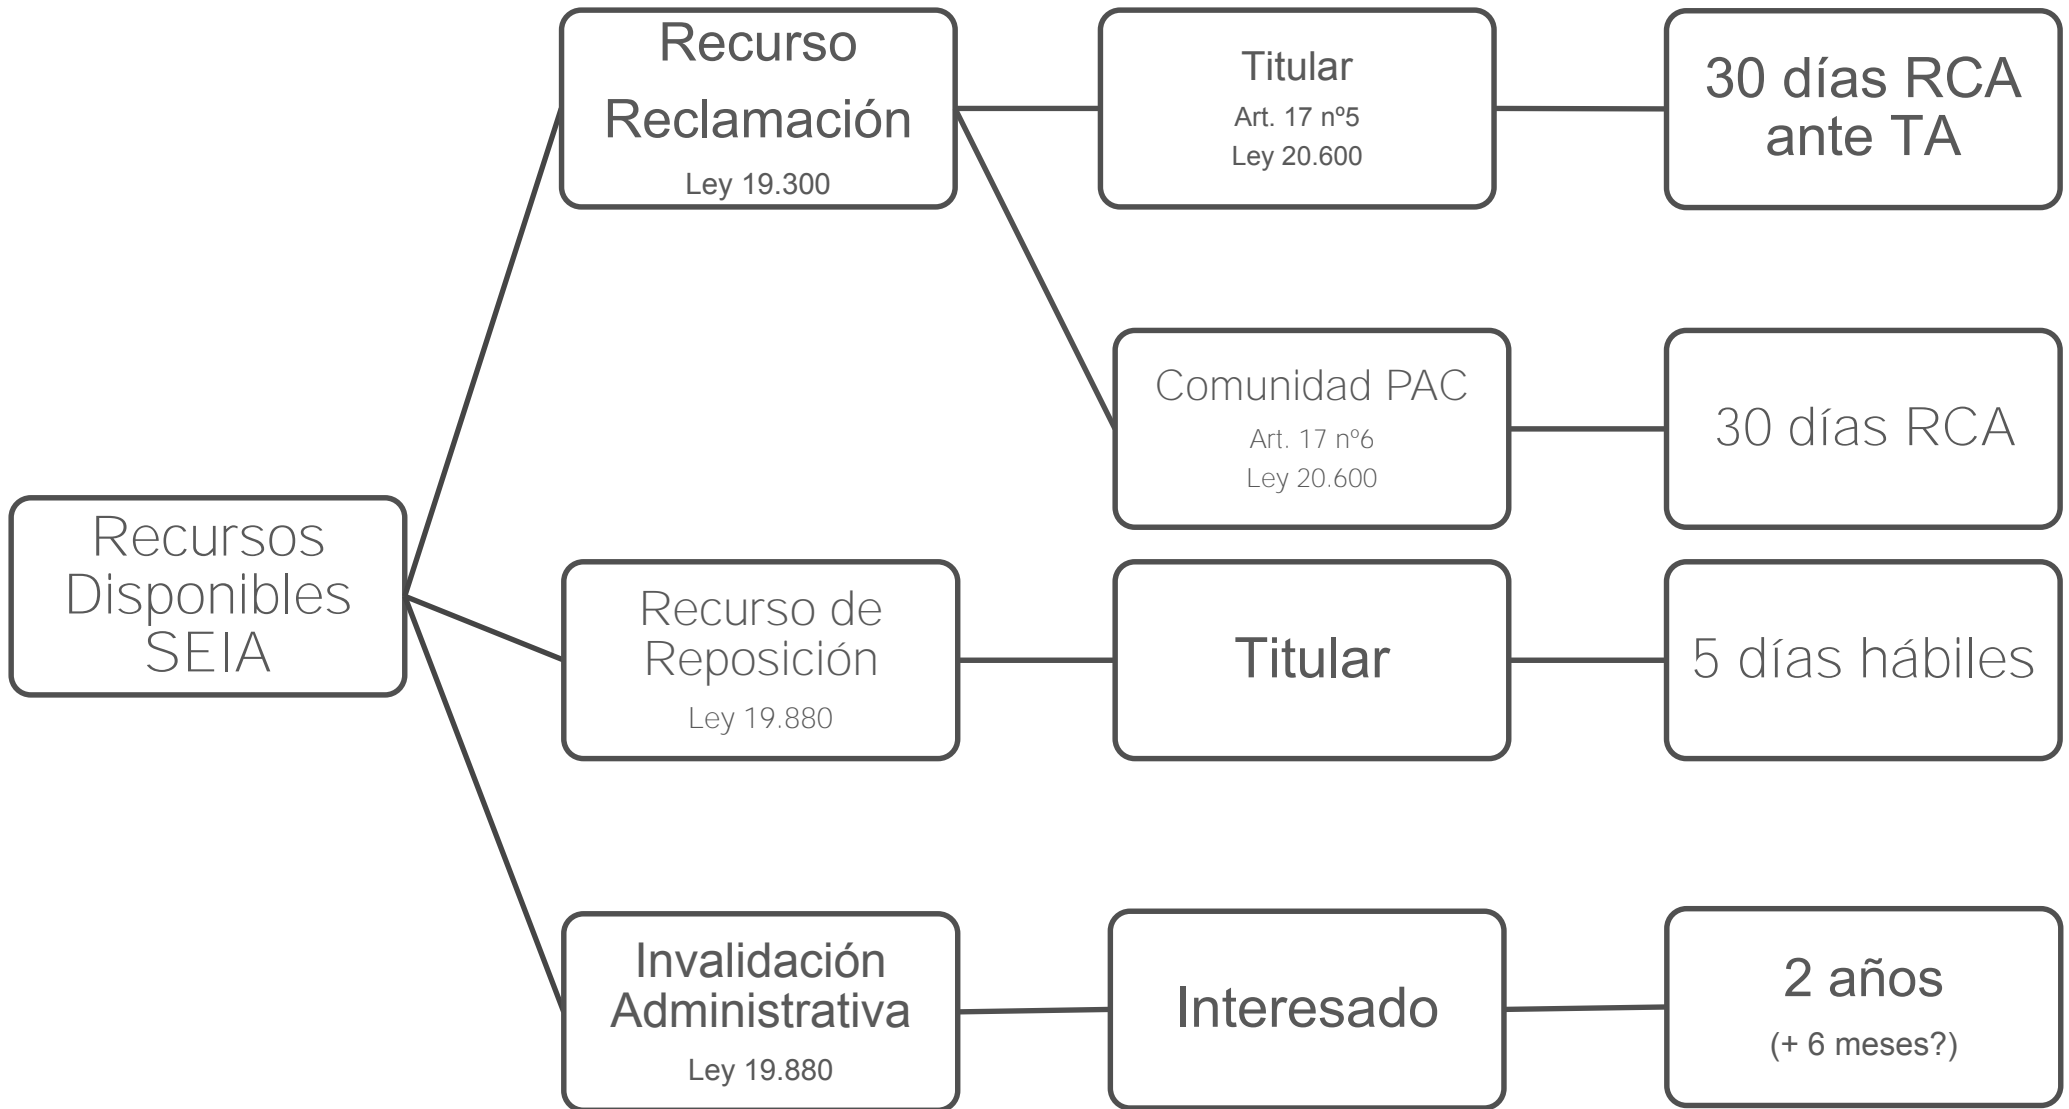 Recursos
Disponibles
SEIA
Recurso
Reclamación
Ley 19.300
Titular
Art. 17 nº5
Ley 20.600
30 días RCA
ante TA
Comunidad PAC
Art. 17 nº6
Ley 20.600
30 días RCA
Recurso de
Reposición
Ley 19.880
Titular
5 días hábiles
Invalidación
Administrativa
Ley 19.880
Interesado
2 años
(+ 6 meses?)